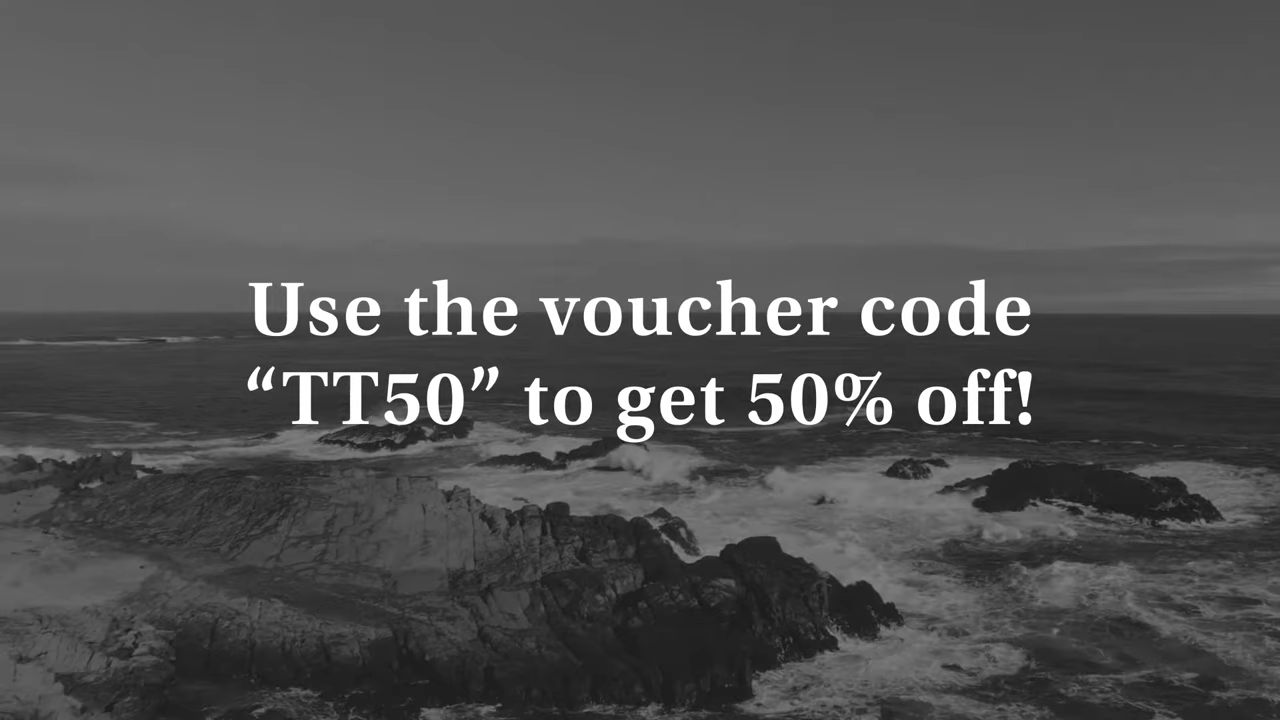 Use the voucher code
“TT50” to get 50% off!